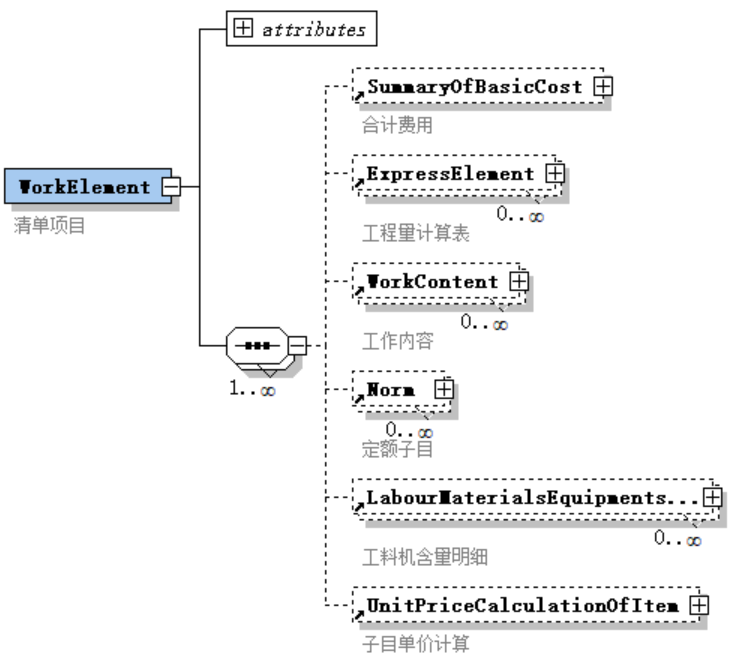 attributes
SummaryOfBasicCost
合计费用
ExpressElement
0..∞
工程量计算表
WorkElement
清单项目
WorkContent
0..∞
工作内容
1..∞
Norm
0..∞
定额子目
LabourMaterialsEquipments...
0..∞
工料机含量明细
UnitPriceCalculationOfItem
子目单价计算